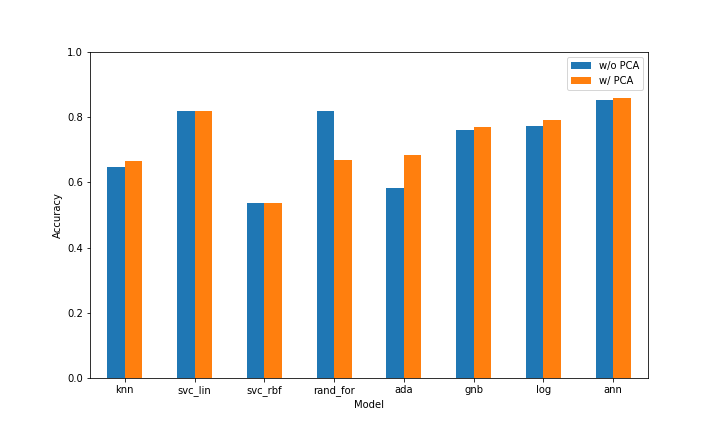 1.0
w/o PCA
w/ PCA
0.8
0.6
Accuracy
0.4
0.2
0.0
knn svc_lin svc_rbf rand_for ada gnb log ann
Model